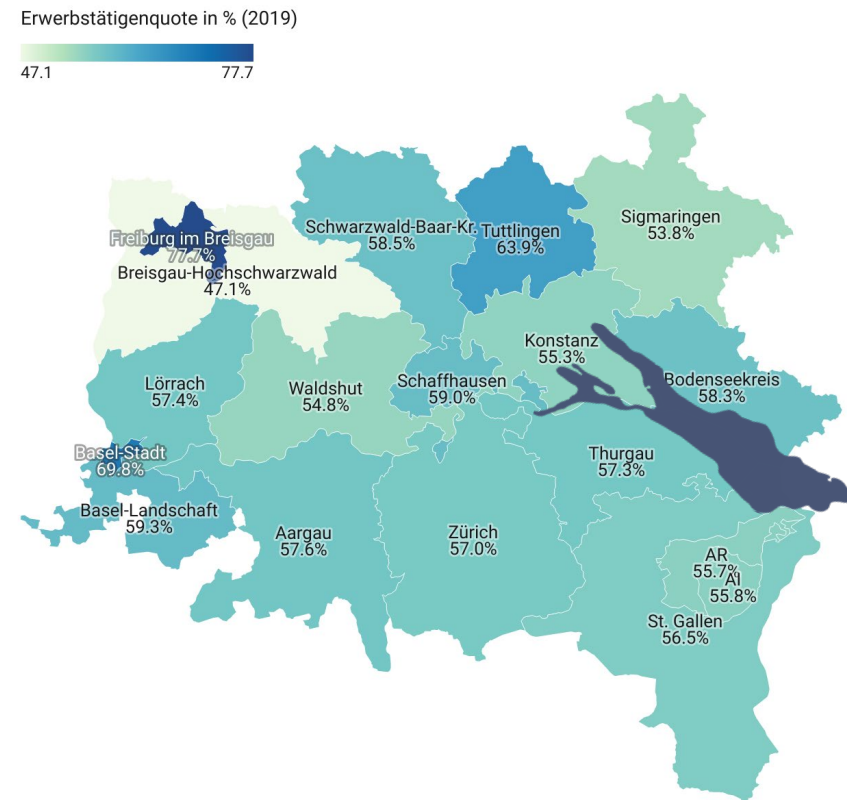 Erwerbstätigenquote in % (2019)
47.1
77.7
Freiburg im Breisgau
77.7%
Breisgau-Hochschwarzwald
47.1%
Schwarzwald-Baar-Kr.
58.5%
Tuttlingen
63.9%
Sigmaringen
53.8%
Konstanz
55.3%
Lörrach
57.4%
Waldshut
54.8%
Schaffhausen
59.0%
Bodenseekreis
58.3%
Basel-Stadt
69.8%
Thurgau
57.3%
Basel-Landschaft
59.3%
Aargau
57.6%
Zürich
57.0%
AR
55.7%
AI
55.8%
St. Gallen
56.5%